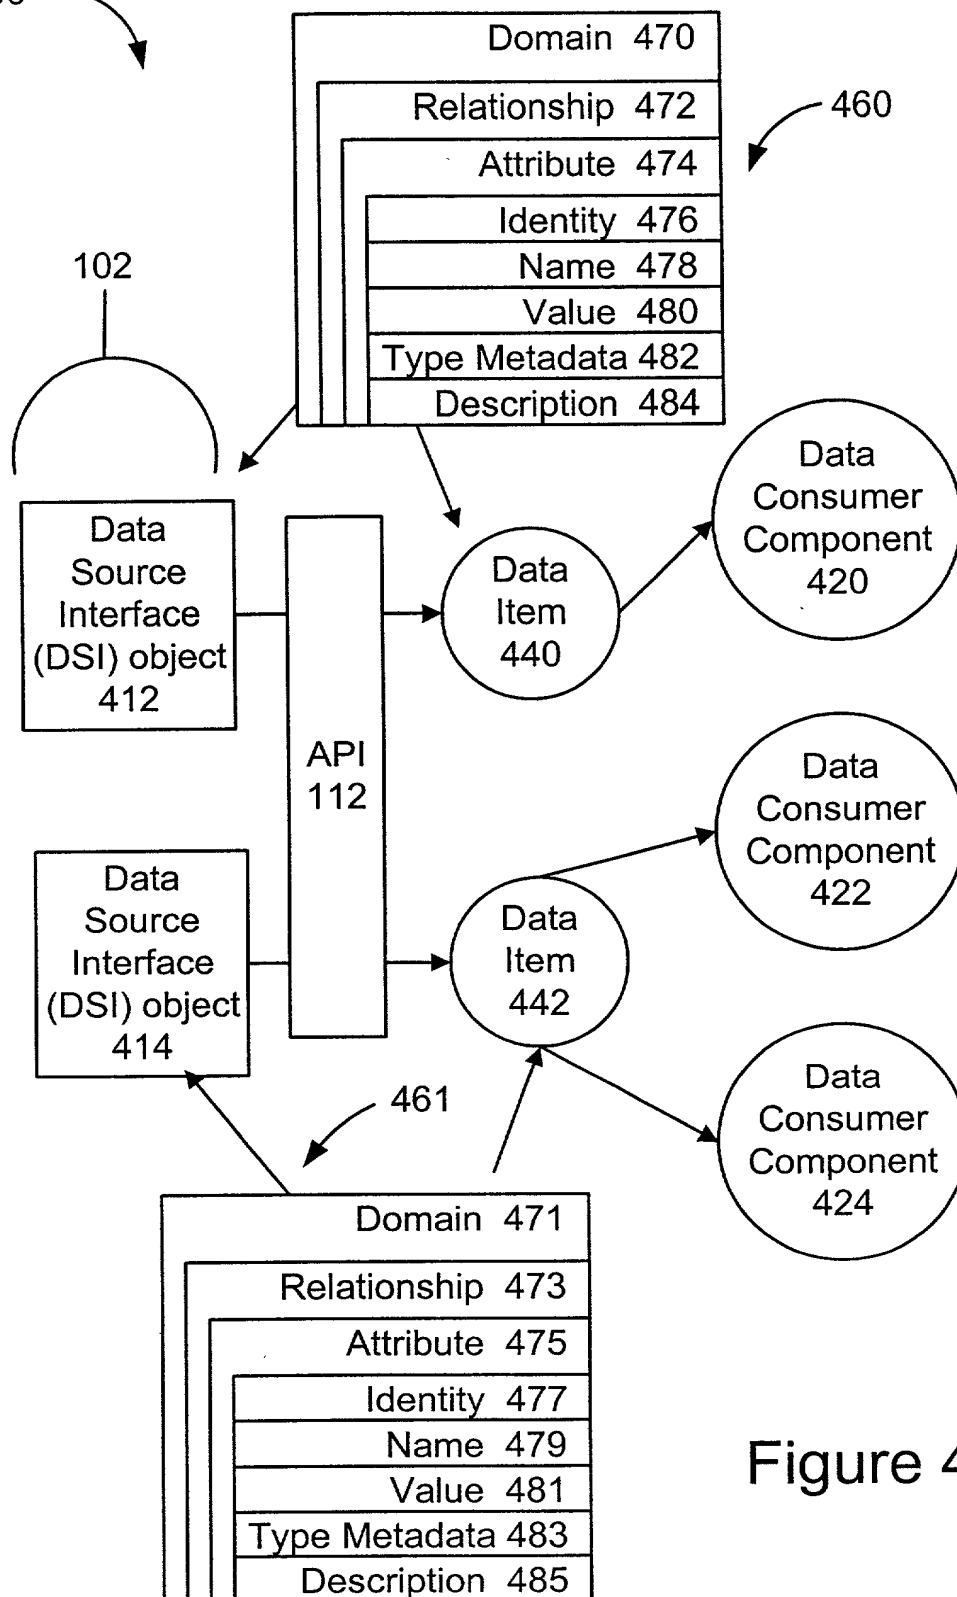 Domain 470
Relationship 472
460
Attribute 474
Identity 476
Name 478
Value 480
Type Metadata 482
Description 484
102
Data
Source
Interface
(DSI) object
412
API
112
Data
Item
440
Data
Consumer
Component
420
Data
Source
Interface
(DSI) object
414
Data
Item
442
Data
Consumer
Component
422
Data
Consumer
Component
424
461
Domain 471
Relationship 473
Attribute 475
Identity 477
Name 479
Value 481
Type Metadata 483
Description 485
Figure 4